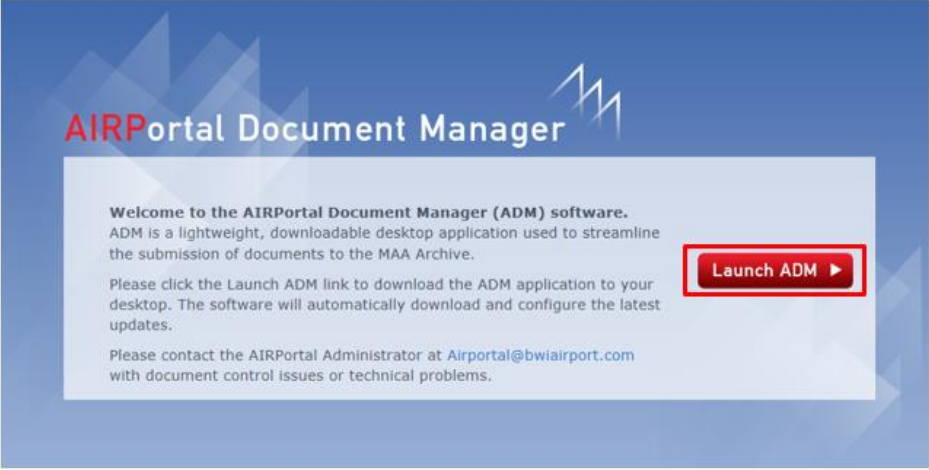 AIRPortal Document Manager
Welcome to the AIRPortal Document Manager (ADM) software.
ADM is a lightweight, downloadable desktop application used to streamline
the submission of documents to the MAA Archive.
Please click the Launch ADM link to download the ADM application to your
desktop. The software will automatically download and configure the latest
updates.
Please contact the AIRPortal Administrator at Airportal@bwiairport.com
with document control issues or technical problems.
Launch ADM